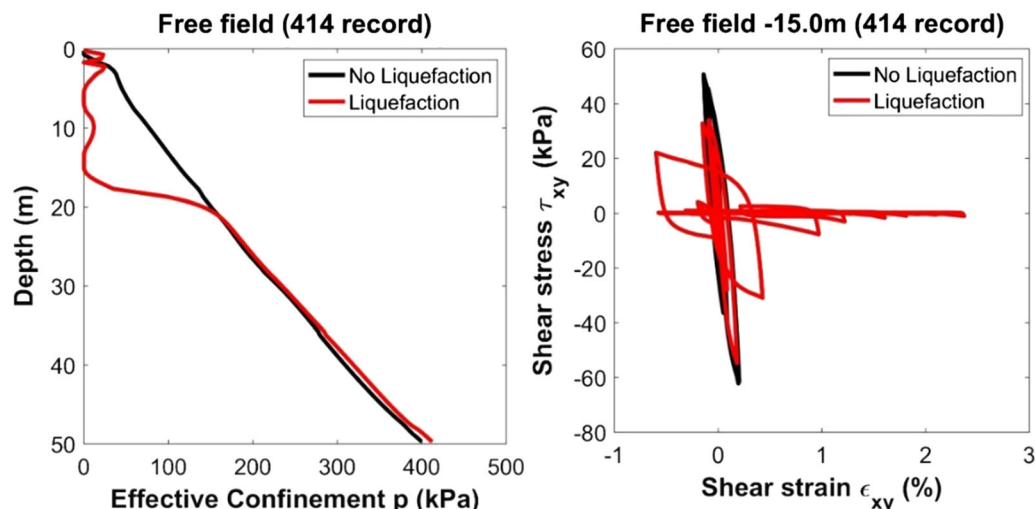 Free field (414 record)
No Liquefaction
Liquefaction
0
10
20
30
40
50
Depth (m)
0
100
200
300
400
500
Effective Confinement p (kPa)
Free field -15.0m (414 record)
No Liquefaction
Liquefaction
60
40
20
0
-20
-40
-60
-80
Shear stress τxy (kPa)
-1
0
1
2
3
Shear strain ϵxy (%)